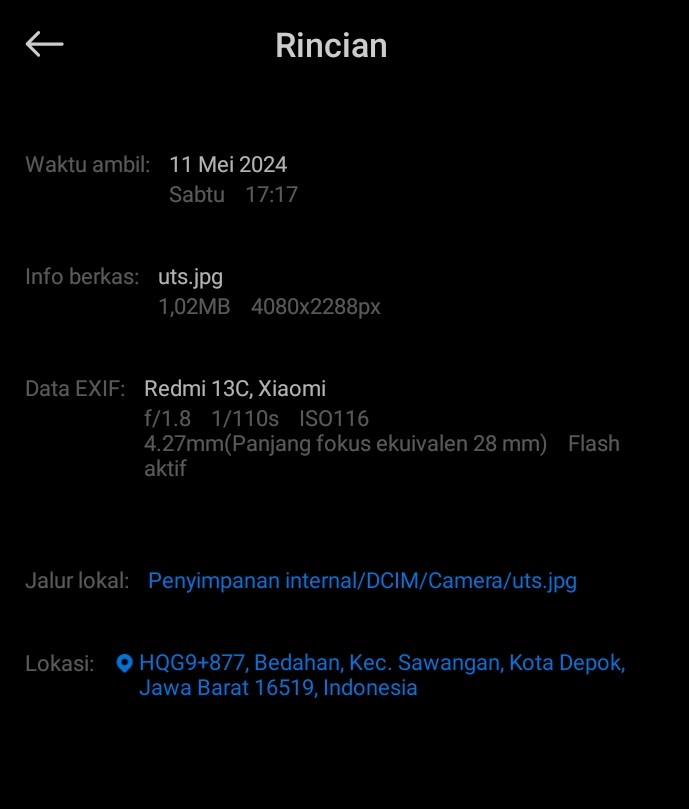 Rincian
Waktu ambil: 11 Mei 2024
Sabtu 17:17
Info berkas: uts.jpg
1,02MB 4080x2288px
Data EXIF: Redmi 13C, Xiaomi
f/1.8 1/110s ISO116
4.27mm(Panjang fokus ekuivalen 28 mm) Flash
aktif
Jalur lokal: Penyimpanan internal/DCIM/Camera/uts.jpg
Lokasi: HQG9+877, Bedahan, Kec. Sawangan, Kota Depok,
Jawa Barat 16519, Indonesia